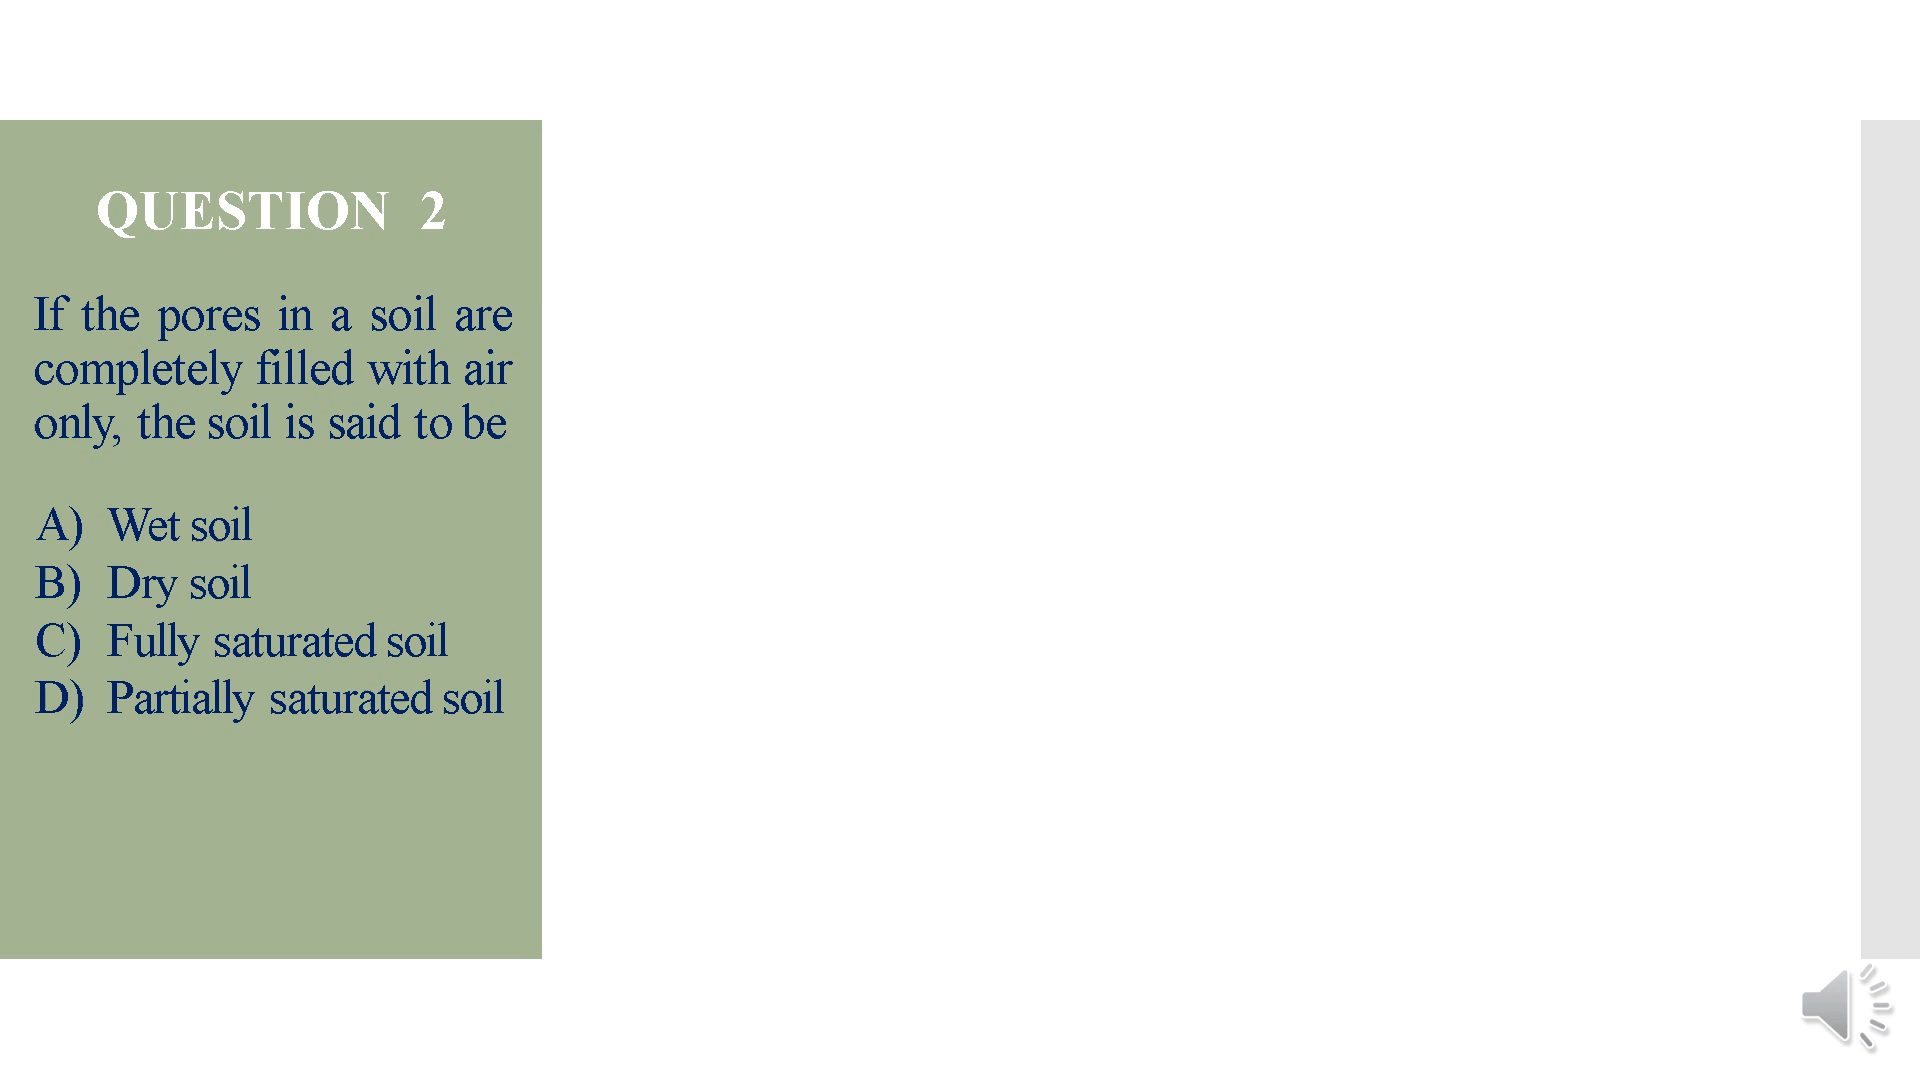 QUESTION 2
If the pores in a soil are
completely filled with air
only, the soil is said to be
A) Wet soil
B) Dry soil
C) Fully saturated soil
D) Partially saturated soil